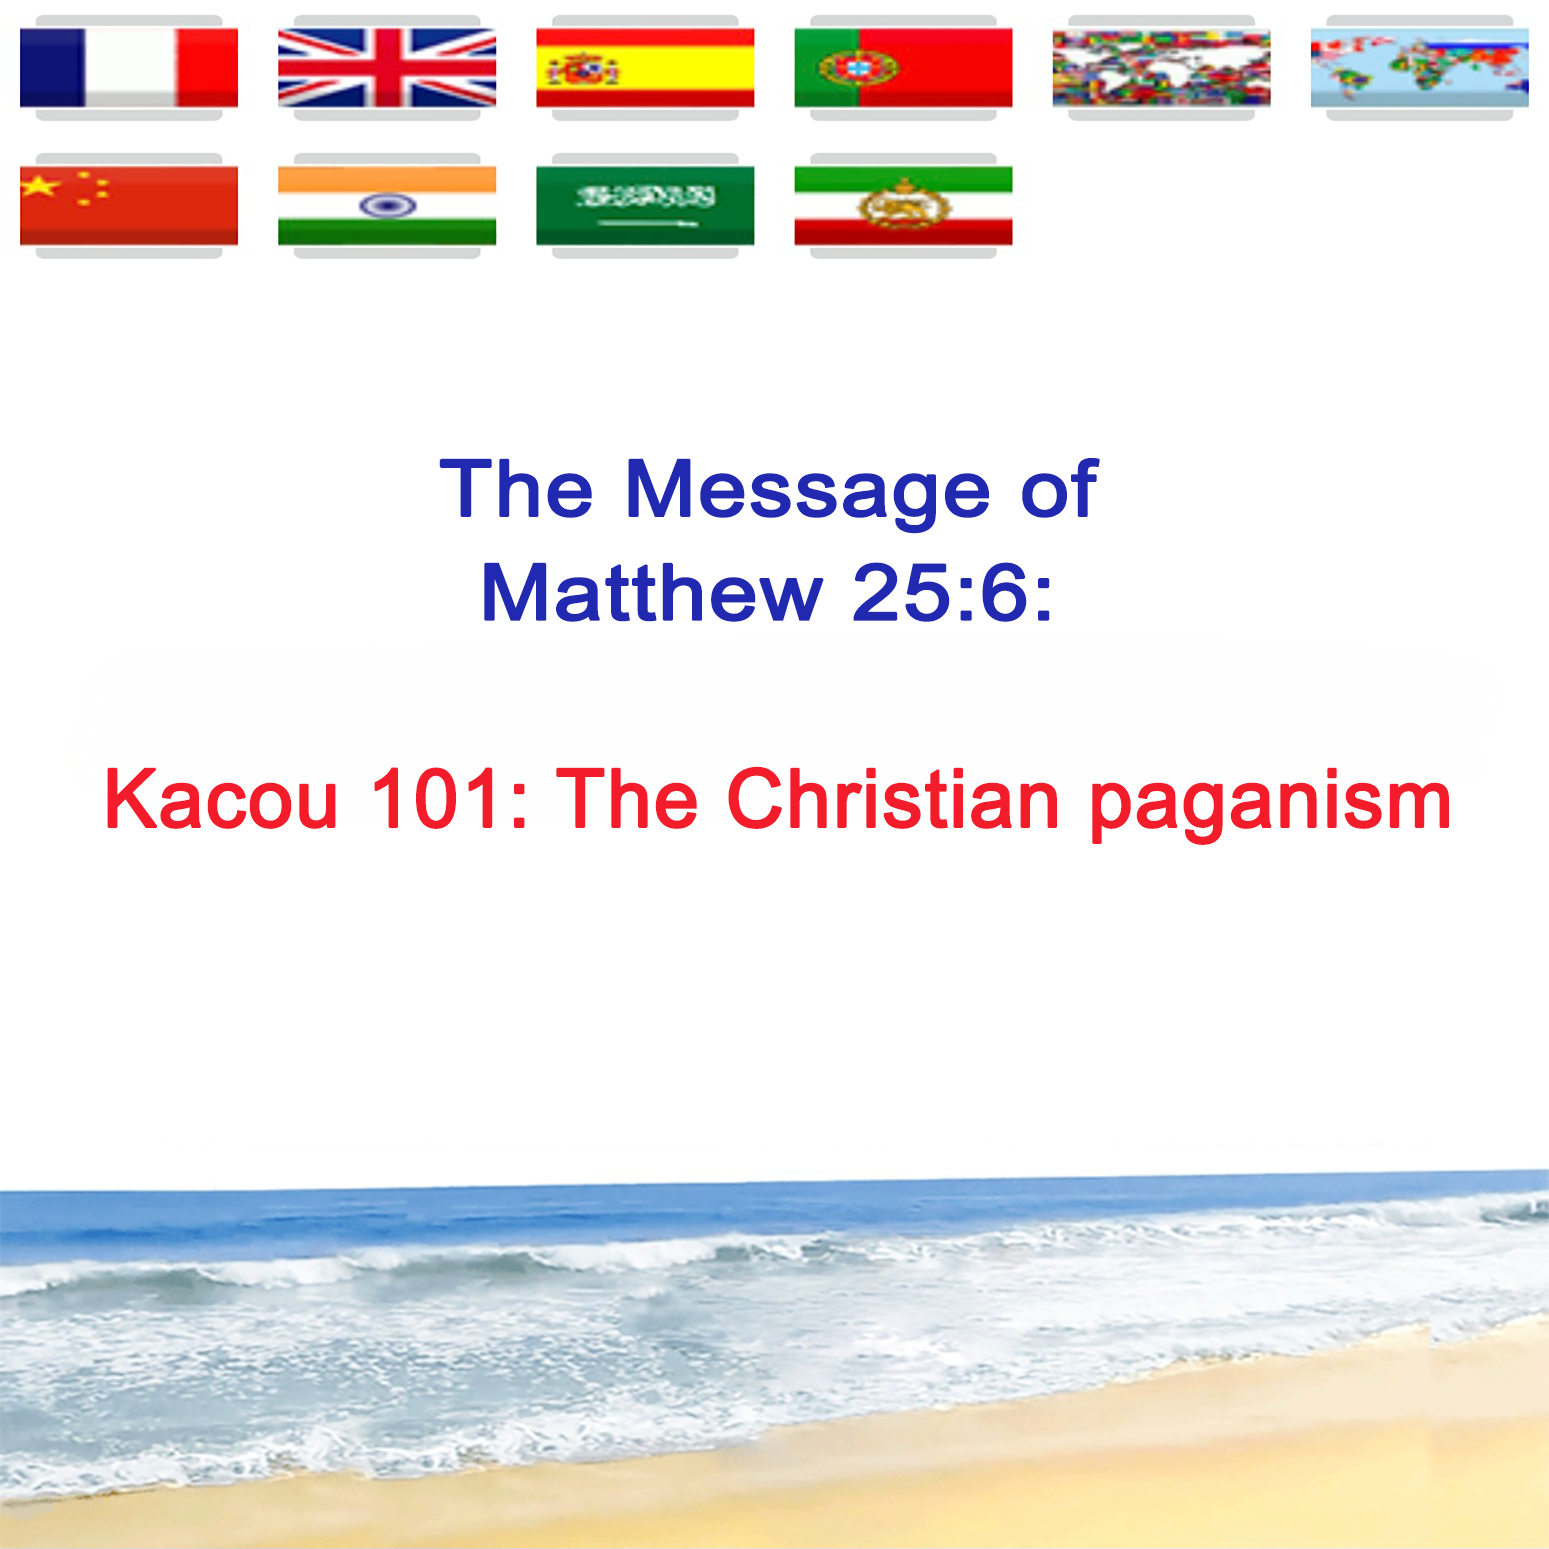 The Message of
Matthew 25:6:
Kacou 101: The Christian paganism